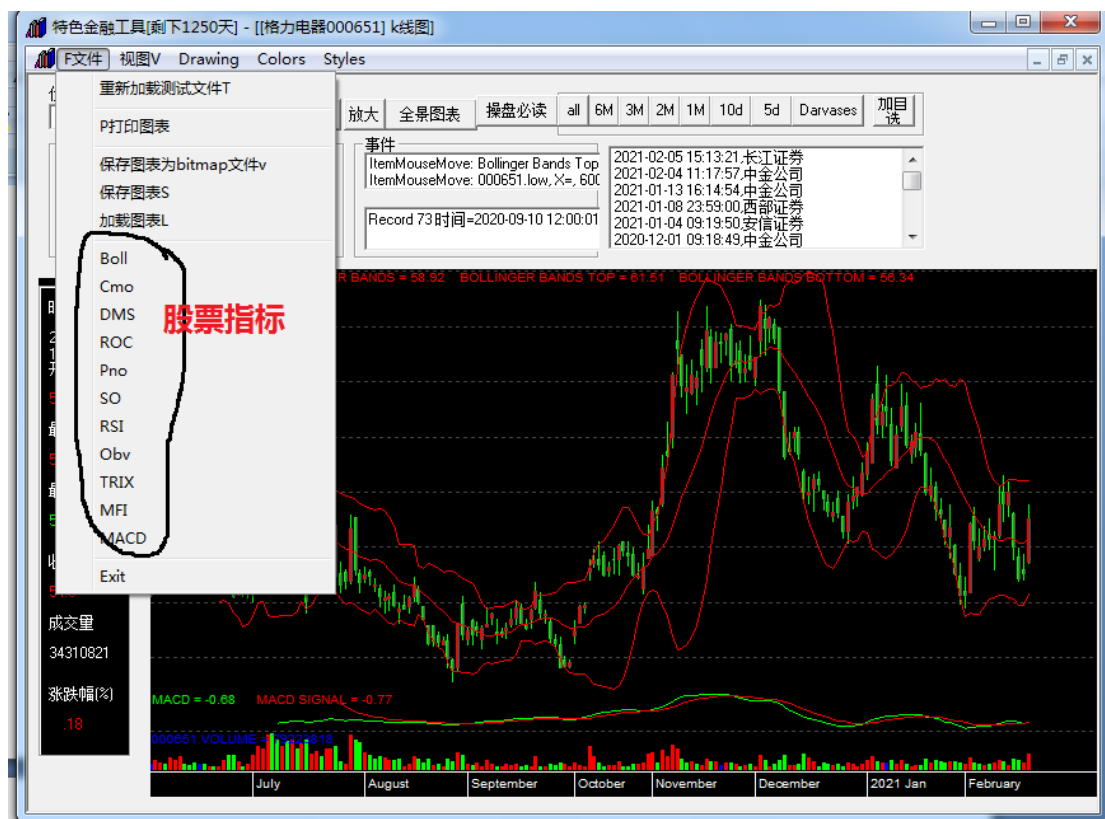 特色金融工具[剩下1250天] - [[格力电器000651] k线图]
F文件 视图V Drawing Colors Styles
重新加载测试文件T
P打印图表
保存图表为bitmap文件v
保存图表S
加载图表L
Boll
Cmo
DMS
ROC
Pno
SO
RSI
Obv
TRIX
MFI
MACD
Exit
股票指标
放大 全景图表 操盘必读 all 6M 3M 2M 1M 10d 5d Darvases 加自选
事件
ItemMouseMove: Bollinger Bands Top
ItemMouseMove: 000651.low, X=, 600
Record 73 时间=2020-09-10 12:00:01
2021-02-05 15:13:21,长江证券
2021-02-04 11:17:57,中金公司
2021-01-13 16:14:54,中金公司
2021-01-08 23:59:00,西部证券
2021-01-04 09:19:50,安信证券
2020-12-01 09:18:49,中金公司
R BANDS = 58.92 BOLLINGER BANDS TOP = 61.51 BOLLINGER BANDS BOTTOM = 56.34
成交量
34310821
涨跌幅(%)
.18
MACD = -0.68 MACD SIGNAL = -0.77
000651.VOLUME =
July August September October November December 2021 Jan February